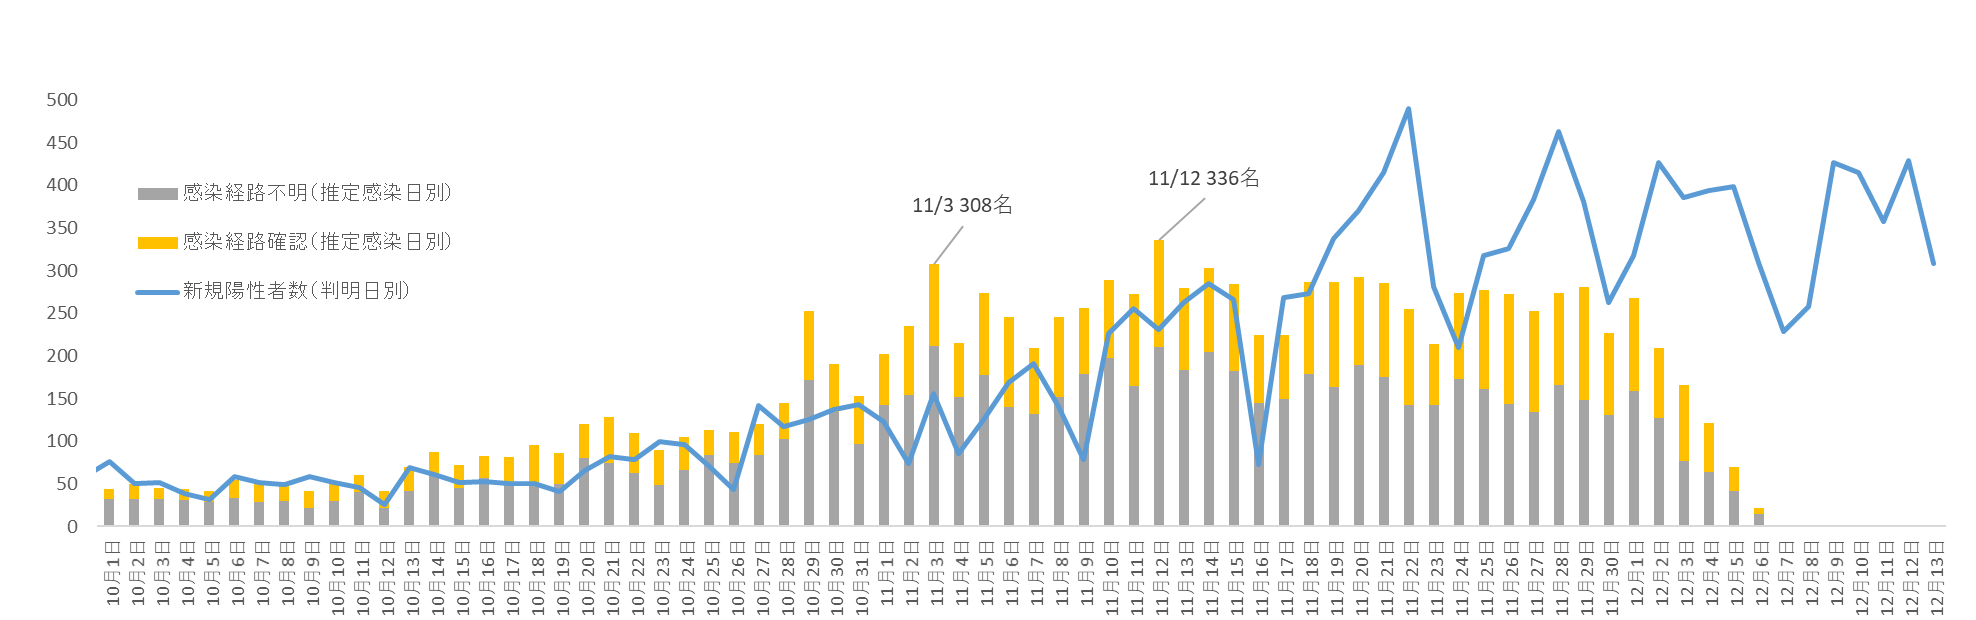 500
450
400
350
300
250
200
150
100
50
0
感染経路不明(推定感染日別)
感染経路確認(推定感染日別)
新規陽性者数(判明日別)
11/3 308名
11/12 336名
10月1日
10月2日
10月3日
10月4日
10月5日
10月6日
10月7日
10月8日
10月9日
10月10日
10月11日
10月12日
10月13日
10月14日
10月15日
10月16日
10月17日
10月18日
10月19日
10月20日
10月21日
10月22日
10月23日
10月24日
10月25日
10月26日
10月27日
10月28日
10月29日
10月30日
10月31日
11月1日
11月2日
11月3日
11月4日
11月5日
11月6日
11月7日
11月8日
11月9日
11月10日
11月11日
11月12日
11月13日
11月14日
11月15日
11月16日
11月17日
11月18日
11月19日
11月20日
11月21日
11月22日
11月23日
11月24日
11月25日
11月26日
11月27日
11月28日
11月29日
11月30日
12月1日
12月2日
12月3日
12月4日
12月5日
12月6日
12月7日
12月8日
12月9日
12月10日
12月11日
12月12日
12月13日